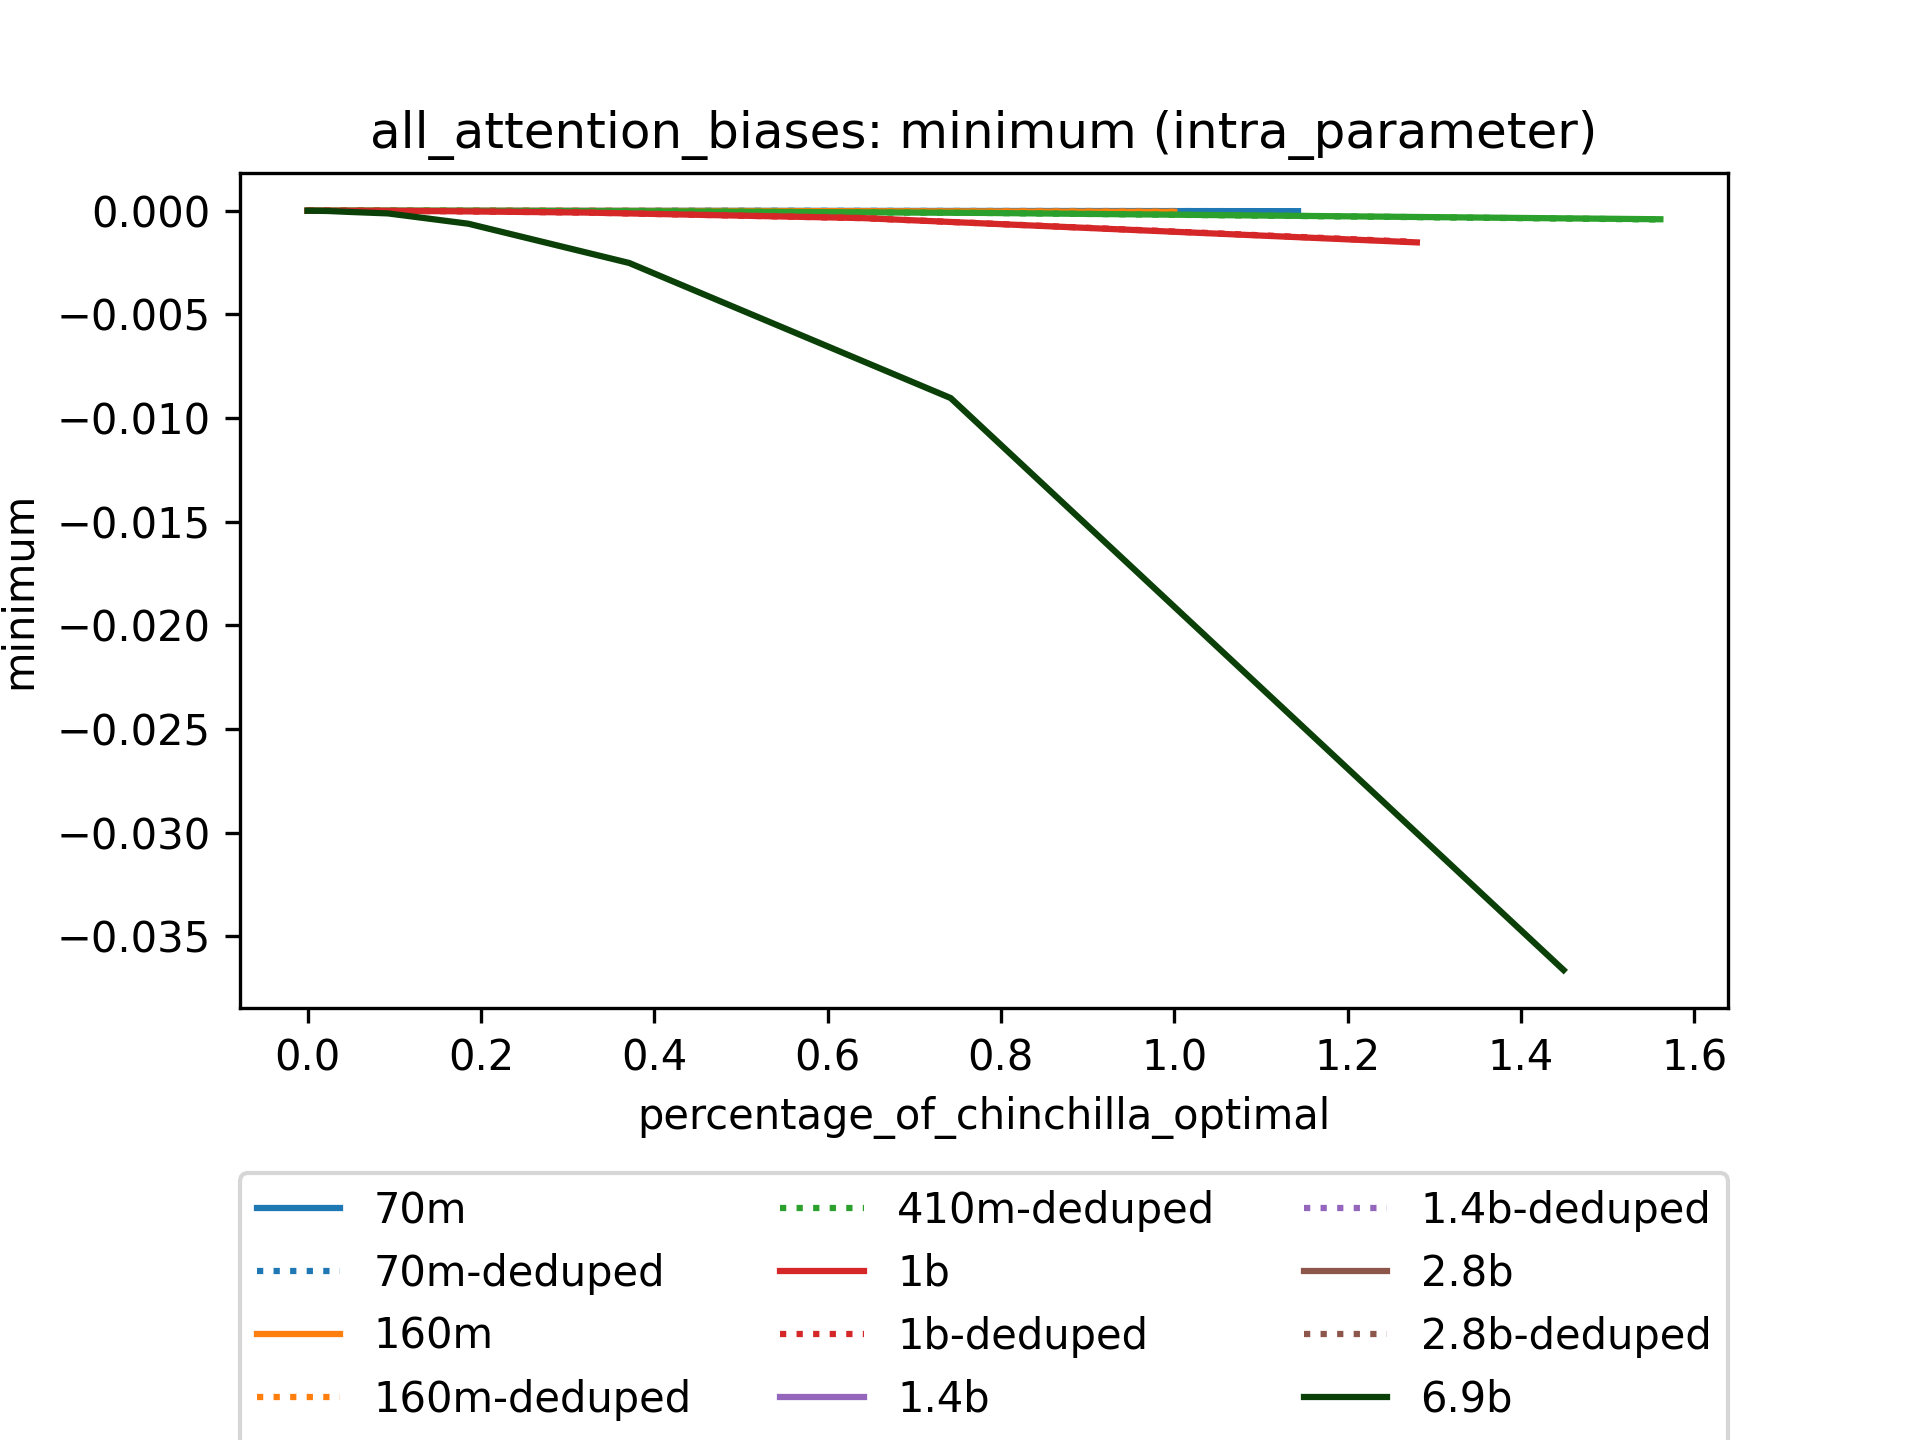 all_attention_biases: minimum (intra_parameter)
0.000
−0.005
−0.010
−0.015
−0.020
−0.025
−0.030
−0.035
minimum
0.0 0.2 0.4 0.6 0.8 1.0 1.2 1.4 1.6
percentage_of_chinchilla_optimal
70m 410m-deduped 1.4b-deduped
70m-deduped 1b 2.8b
160m 1b-deduped 2.8b-deduped
160m-deduped 1.4b 6.9b